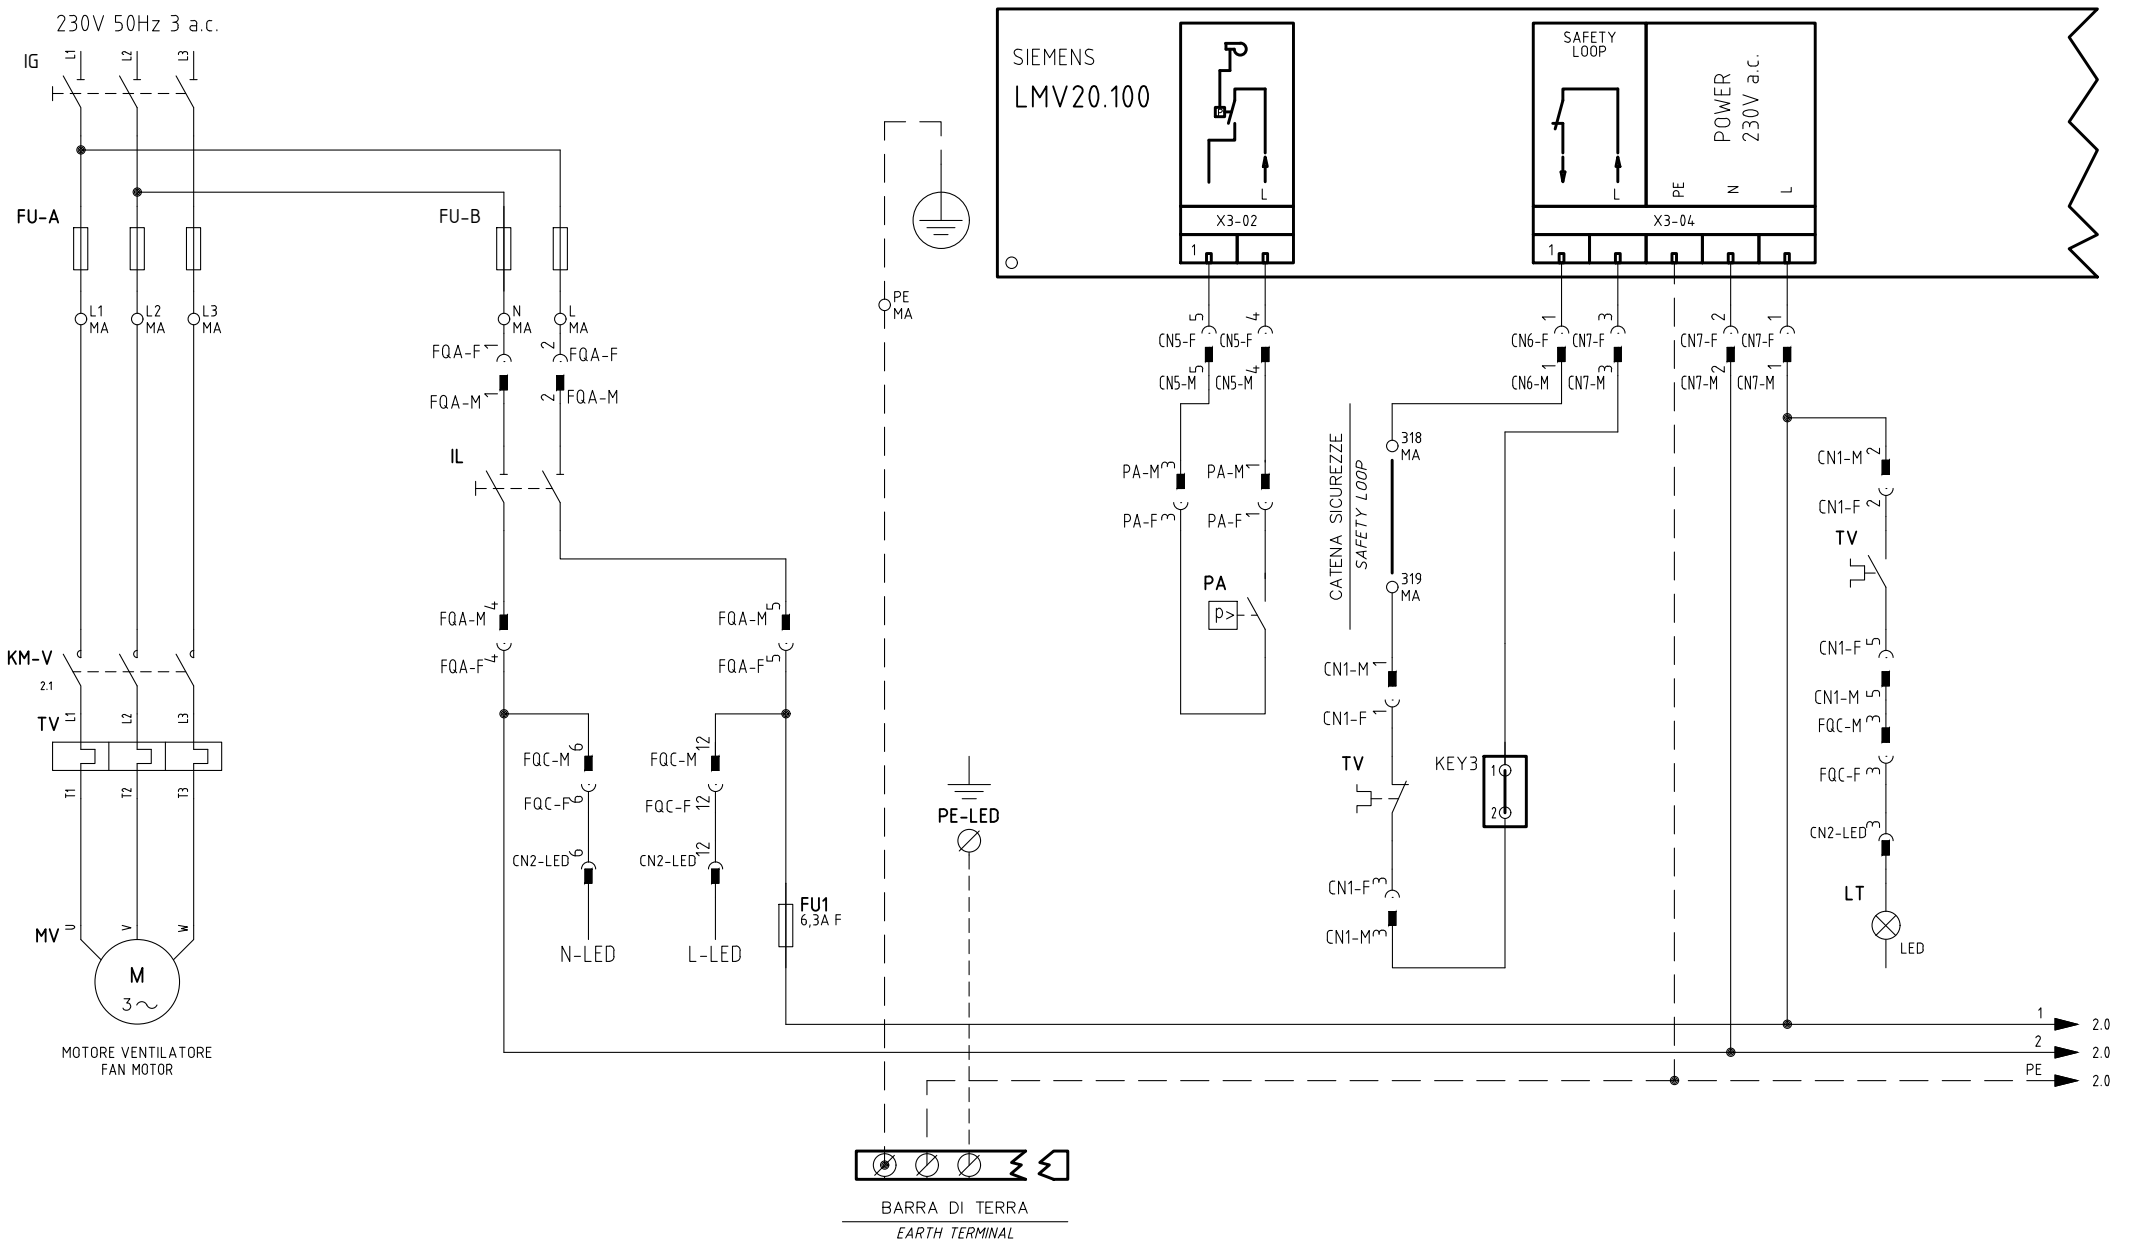 230V 50Hz 3 a.c.
IG
L1
L2
L3
FU-A
FU-B
L1
MA
L2
MA
L3
MA
N
MA
L
MA
FQA-F 1
2 FQA-F
FQA-M 1
2 FQA-M
IL
FQA-M 4
FQA-F 4
FQA-M 5
FQA-F 5
KM-V
2.1
TV
L1
L2
L3
T1
T2
T3
MV
U
V
W
M
3
MOTORE VENTILATORE
FAN MOTOR
FQC-M 6
FQC-F 6
CN2-LED 6
N-LED
FQC-M 12
FQC-F 12
CN2-LED 12
L-LED
FU1
6,3A F
PE
MA
PE-LED
BARRA DI TERRA
EARTH TERMINAL
SIEMENS
LMV20.100
P
L
X3-02
1
SAFETY
LOOP
L
POWER
230V a.c.
PE
N
L
X3-04
1
CN5-F 5
CN5-F 4
CN5-M 5
CN5-M 4
PA-M 3
PA-M 1
PA-F 3
PA-F 1
PA
p>
CN6-F 1
CN7-F 3
CN7-F 2
CN7-F 1
CN6-M 1
CN7-M 3
CN7-M 2
CN7-M 1
CATENA SICUREZZE
SAFETY LOOP
318
MA
319
MA
CN1-M 1
CN1-F 1
TV
CN1-F 3
CN1-M 3
KEY3
1
2
CN1-M 2
CN1-F 2
TV
CN1-F 5
CN1-M 5
FQC-M 3
FQC-F 3
CN2-LED 3
LT
LED
1
2.0
2
2.0
PE
2.0